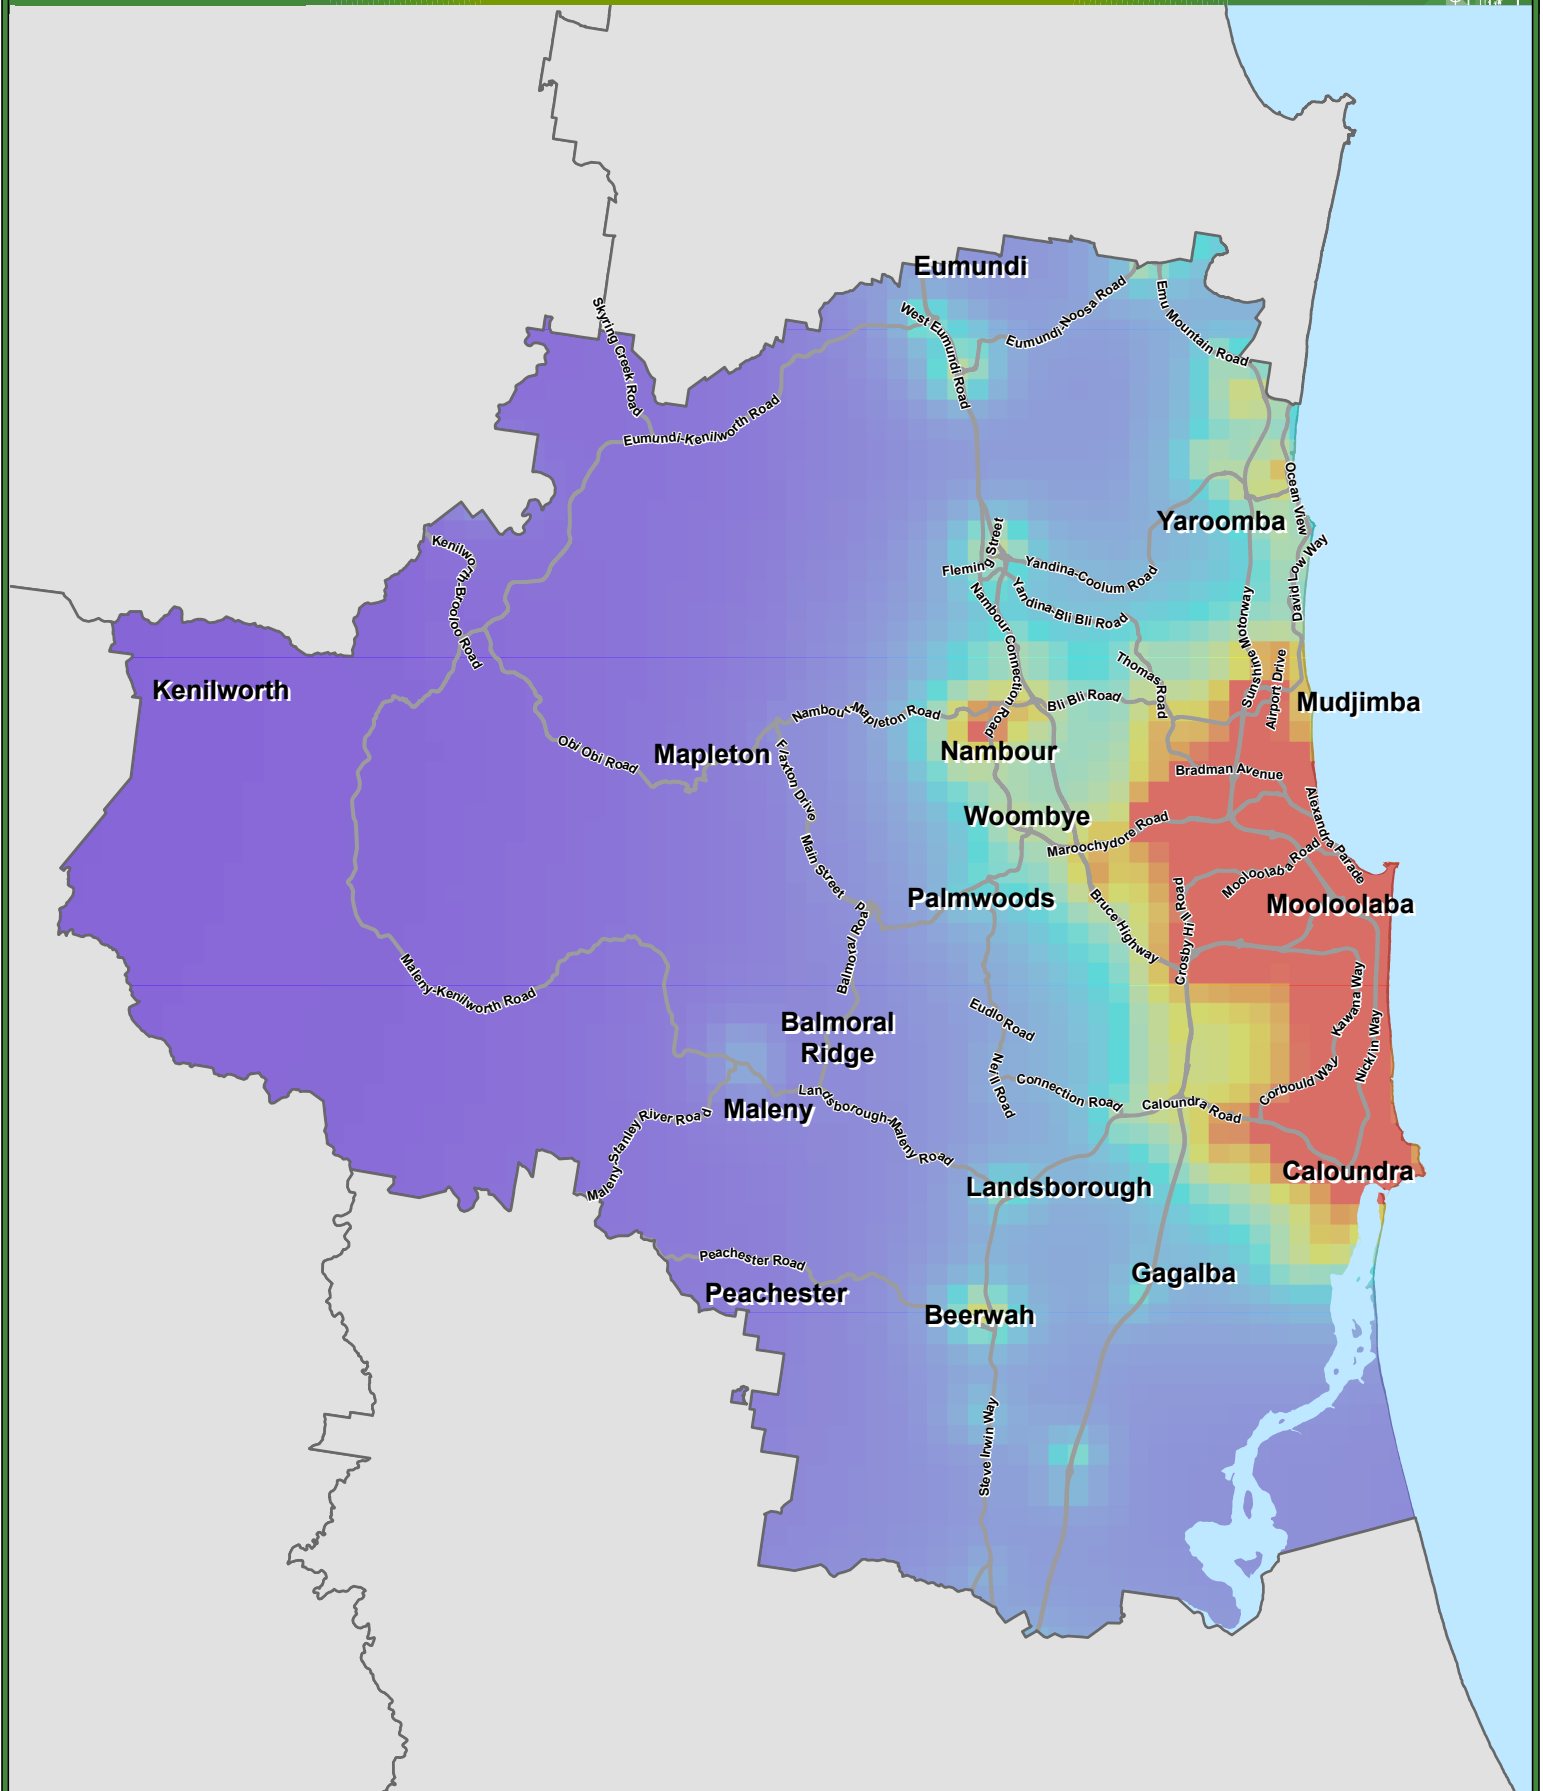 Eumundi
West Eumundi Road
Eumundi-Noosa Road
Emu Mountain Road
Skyring Creek Road
Eumundi-Kenilworth Road
Ocean View
Yaroomba
Kenilworth-Brooloo Road
Fleming Street
Yandina-Coolum Road
David Low Way
Yandina-Bli Bli Road
Nambour Connection Road
Sunshine Motorway
Airport Drive
Thomas Road
Kenilworth
Bli Bli Road
Mudjimba
Nambour-Mapleton Road
Obi Obi Road
Mapleton
Nambour
Flaxton Drive
Bradman Avenue
Woombye
Alexandra Parade
Maroochydore Road
Main Street
Mooloolaba Road
Palmwoods
Mooloolaba
Bruce Highway
Crosby Hill Road
Balmoral Road
Maleny-Kenilworth Road
Kawana Way
Eudlo Road
Balmoral
Ridge
Nicklin Way
Neill Road
Connection Road
Corbould Way
Caloundra Road
Maleny
Landsborough-Maleny Road
Maleny-Stanley River Road
Caloundra
Landsborough
Peachester Road
Gagalba
Peachester
Beerwah
Steve Irwin Way